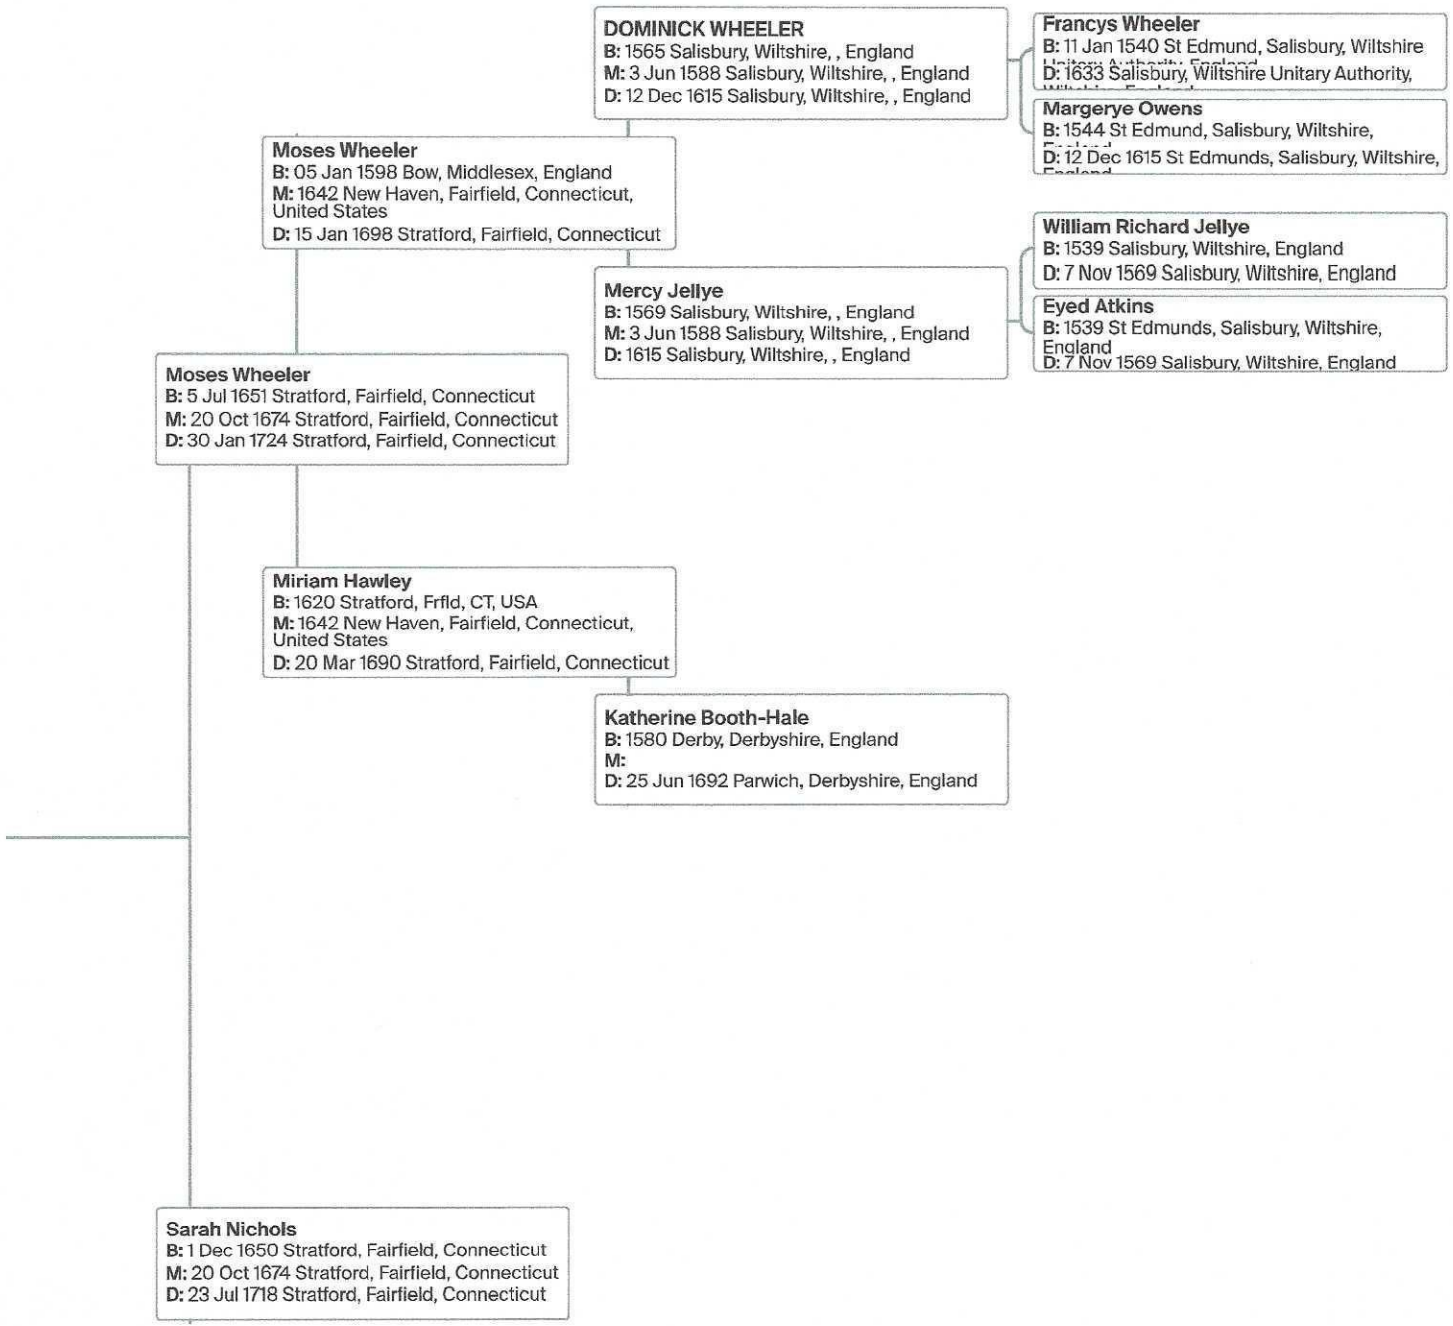 DOMINICK WHEELER
B: 1565 Salisbury, Wiltshire, , England
M: 3 Jun 1588 Salisbury, Wiltshire, , England
D: 12 Dec 1615 Salisbury, Wiltshire, , England
Francys Wheeler
B: 11 Jan 1540 St Edmund, Salisbury, Wiltshire
Unitary Authority, England
D: 1633 Salisbury, Wiltshire Unitary Authority,
Wiltshire, England
Margerye Owens
B: 1544 St Edmund, Salisbury, Wiltshire,
England
D: 12 Dec 1615 St Edmunds, Salisbury, Wiltshire,
England
Moses Wheeler
B: 05 Jan 1598 Bow, Middlesex, England
M: 1642 New Haven, Fairfield, Connecticut,
United States
D: 15 Jan 1698 Stratford, Fairfield, Connecticut
William Richard Jellye
B: 1539 Salisbury, Wiltshire, England
D: 7 Nov 1569 Salisbury, Wiltshire, England
Mercy Jellye
B: 1569 Salisbury, Wiltshire, , England
M: 3 Jun 1588 Salisbury, Wiltshire, , England
D: 1615 Salisbury, Wiltshire, , England
Eyed Atkins
B: 1539 St Edmunds, Salisbury, Wiltshire,
England
D: 7 Nov 1569 Salisbury, Wiltshire, England
Moses Wheeler
B: 5 Jul 1651 Stratford, Fairfield, Connecticut
M: 20 Oct 1674 Stratford, Fairfield, Connecticut
D: 30 Jan 1724 Stratford, Fairfield, Connecticut
Miriam Hawley
B: 1620 Stratford, Frfld, CT, USA
M: 1642 New Haven, Fairfield, Connecticut,
United States
D: 20 Mar 1690 Stratford, Fairfield, Connecticut
Katherine Booth-Hale
B: 1580 Derby, Derbyshire, England
M:
D: 25 Jun 1692 Parwich, Derbyshire, England
Sarah Nichols
B: 1 Dec 1650 Stratford, Fairfield, Connecticut
M: 20 Oct 1674 Stratford, Fairfield, Connecticut
D: 23 Jul 1718 Stratford, Fairfield, Connecticut